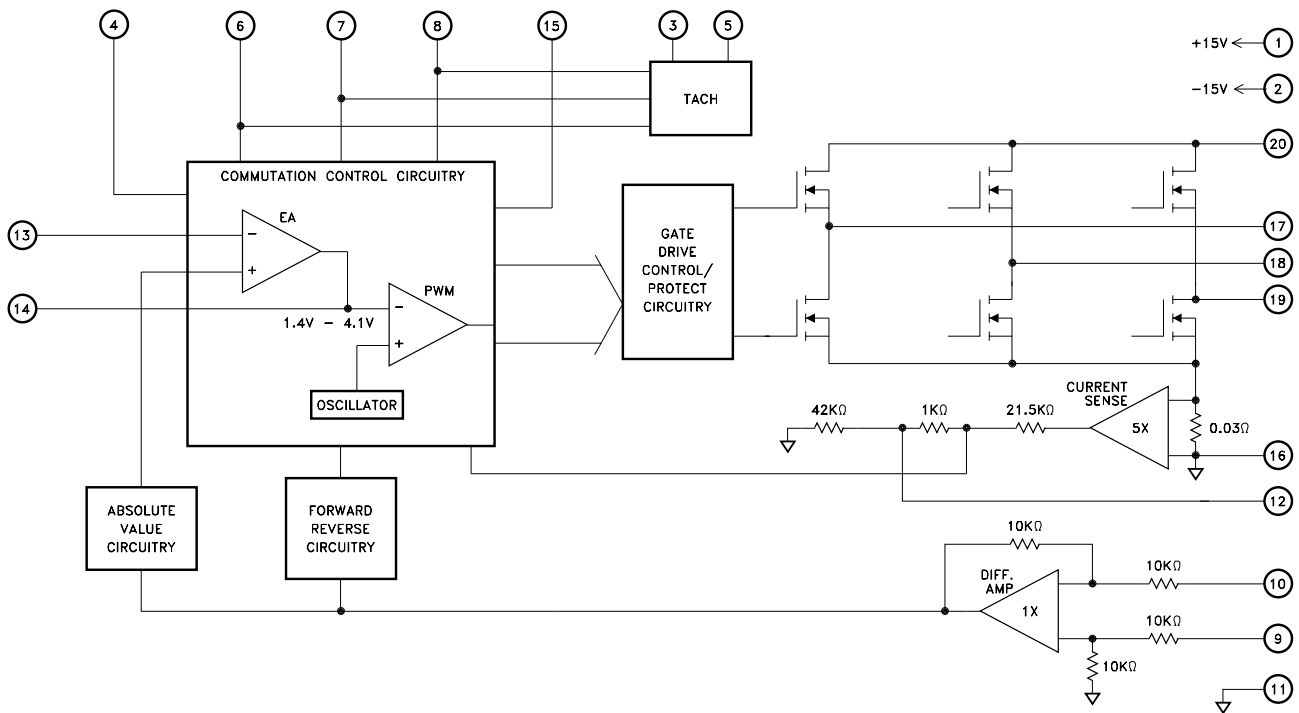 4
6
7
8
15
3
5
+15V
1
-15V
2
TACH
20
COMMUTATION CONTROL CIRCUITRY
EA
13
-
+
GATE
DRIVE
CONTROL/
PROTECT
CIRCUITRY
17
18
19
14
1.4V - 4.1V
PWM
-
+
OSCILLATOR
CURRENT
SENSE
5X
42KΩ
1KΩ
21.5KΩ
0.03Ω
16
12
ABSOLUTE
VALUE
CIRCUITRY
FORWARD
REVERSE
CIRCUITRY
10KΩ
DIFF.
AMP
1X
10KΩ
10
10KΩ
9
10KΩ
11